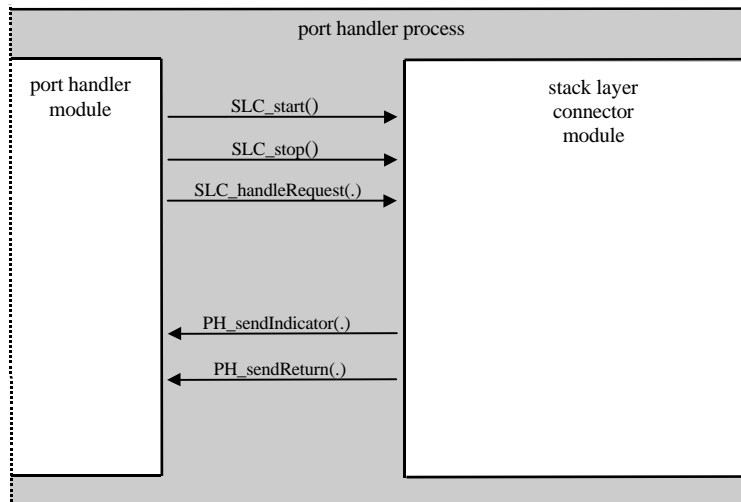 port handler process
port handler
module
stack layer
connector
module
SLC_start()
SLC_stop()
SLC_handleRequest(.)
PH_sendIndicator(.)
PH_sendReturn(.)